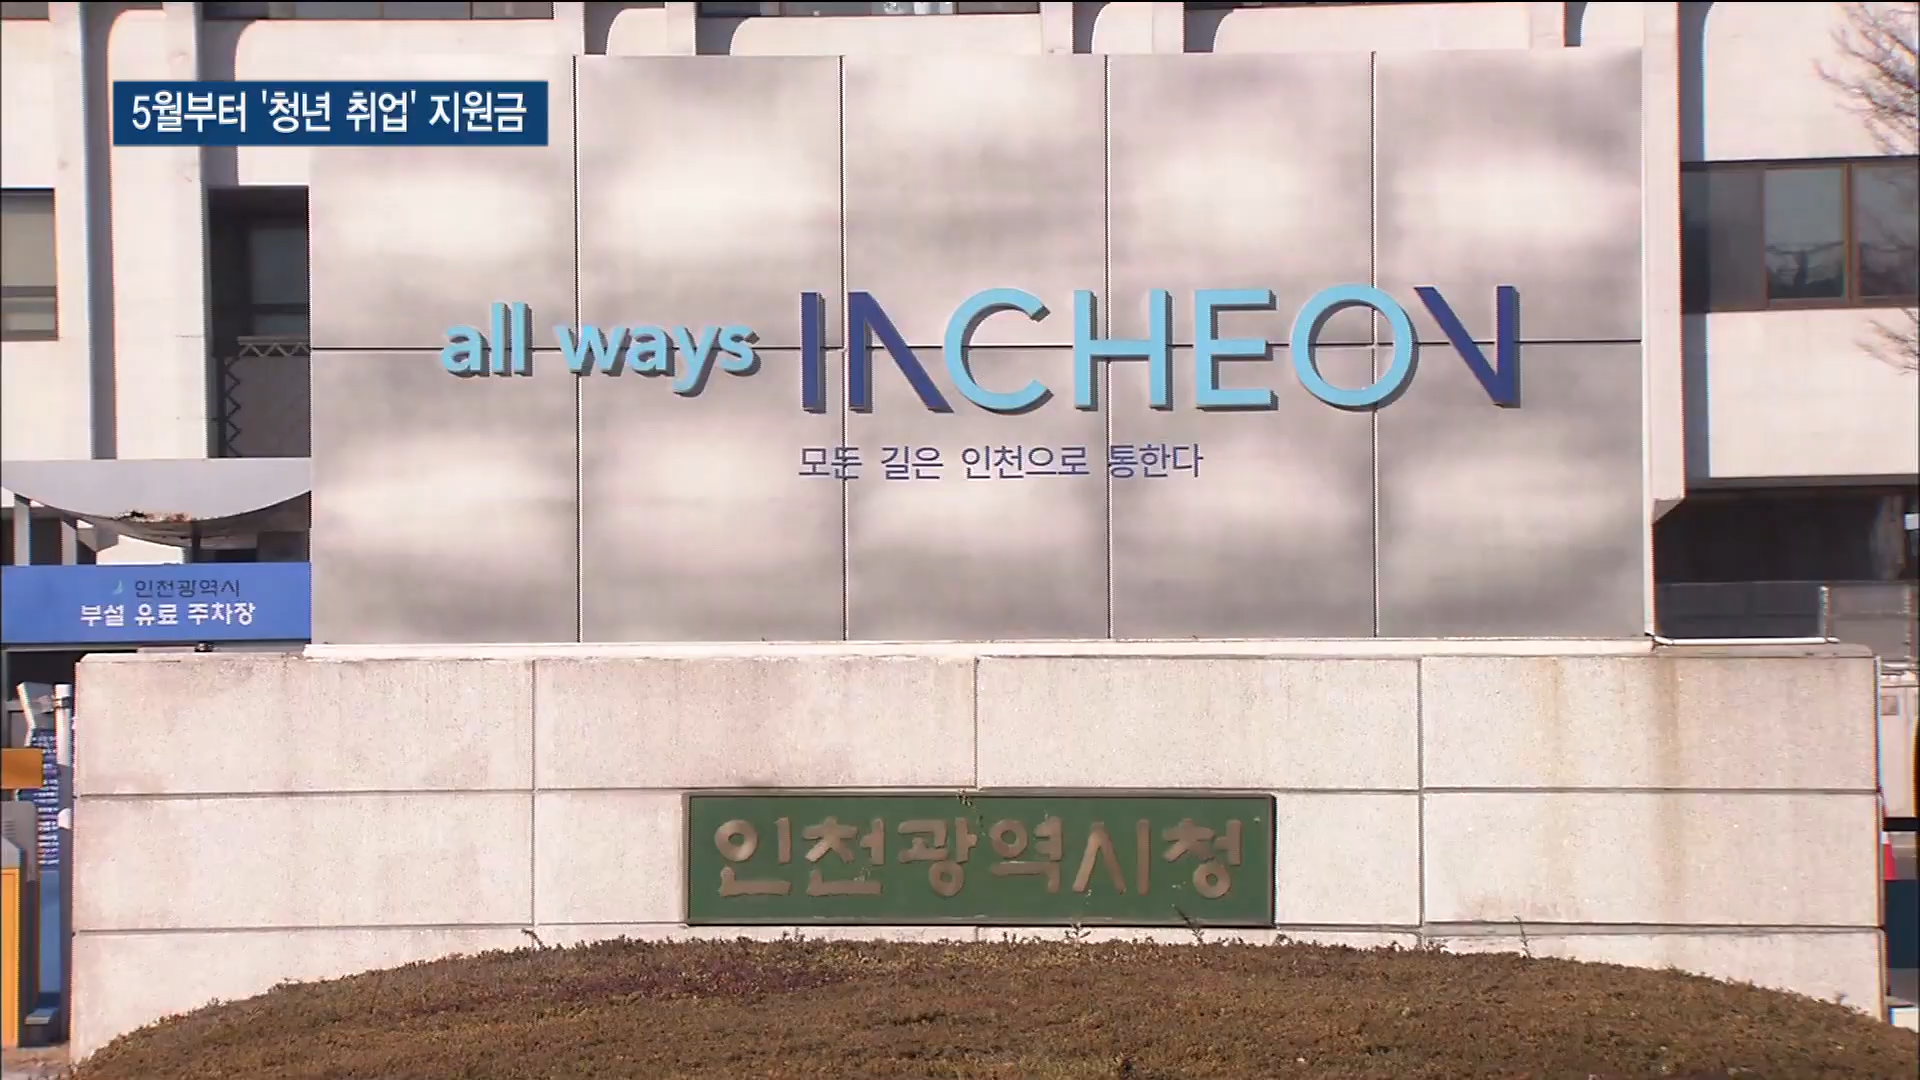 5월부터 '청년 취업' 지원금
all ways INCHEON
모든 길은 인천으로 통한다
인천광역시
부설 유료 주차장
인천광역시청